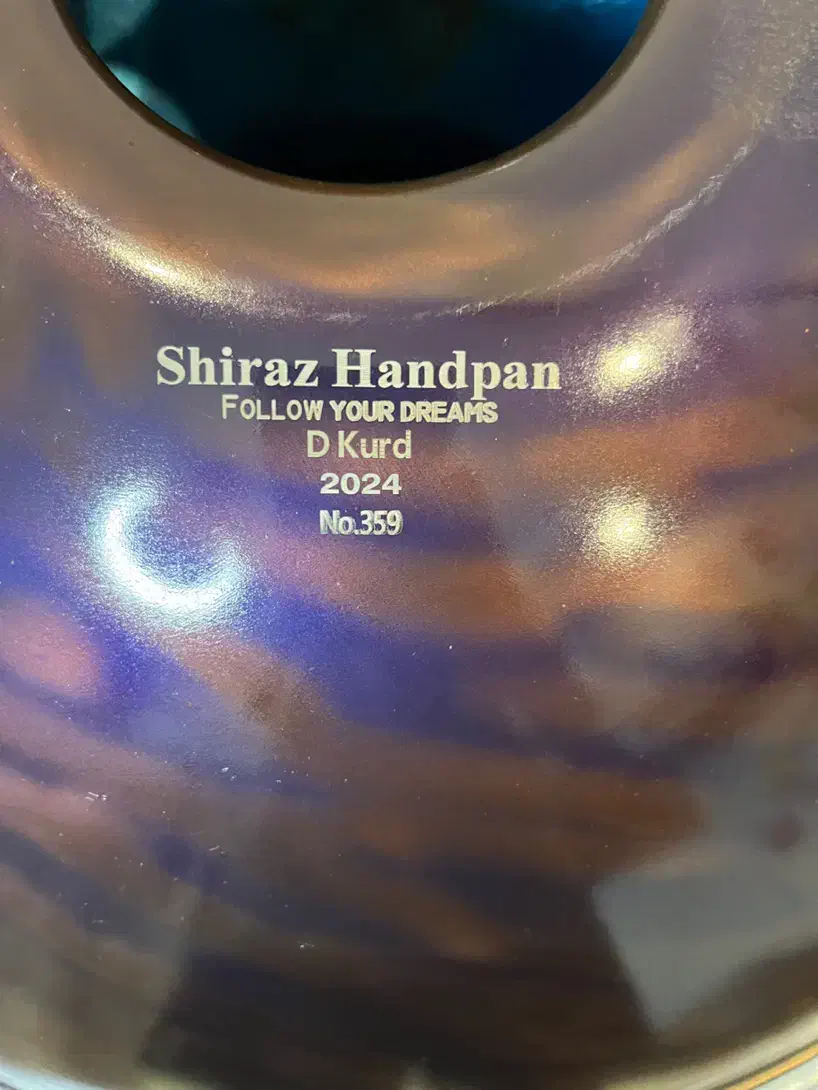 Shiraz Handpan
FOLLOW YOUR DREAMS
D Kurd
2024
No.359